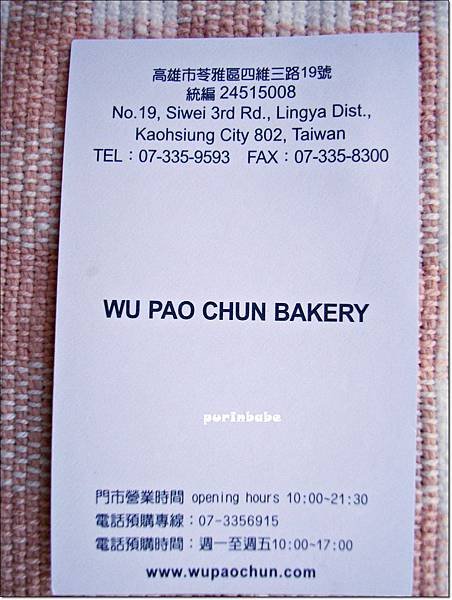 高雄市苓雅區四維三路19號
統編 24515008
No.19, Siwei 3rd Rd., Lingya Dist.,
Kaohsiung City 802, Taiwan
TEL：07-335-9593 FAX：07-335-8300
WU PAO CHUN BAKERY
purinbabe
門市營業時間 opening hours 10:00~21:30
電話預購專線：07-3356915
電話預購時間：週一至週五10:00~17:00
www.wupaochun.com